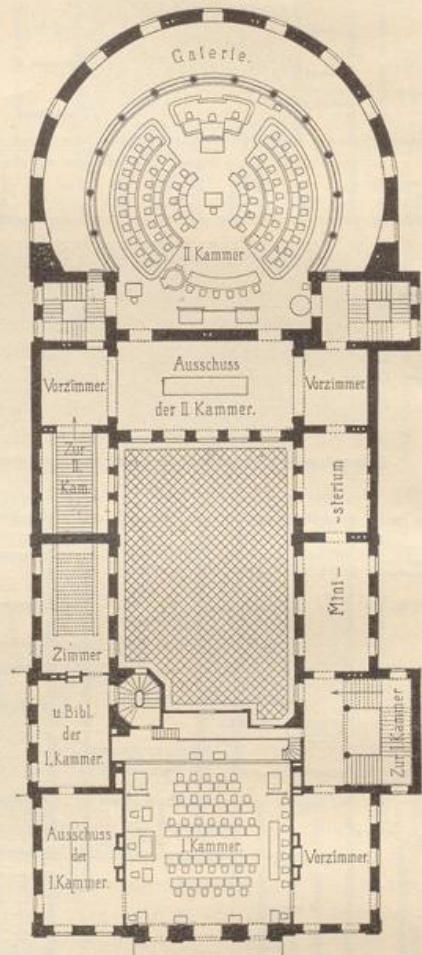 Galerie.
II Kammer
Ausschuss
der II. Kammer.
Vorzimmer.
Vorzimmer.
Zur
II.
Kam.
Mini-
-sterium
Zimmer
u. Bibl.
der
I. Kammer.
Zur I. Kammer
Ausschuss
der
I. Kammer.
I. Kammer.
Vorzimmer